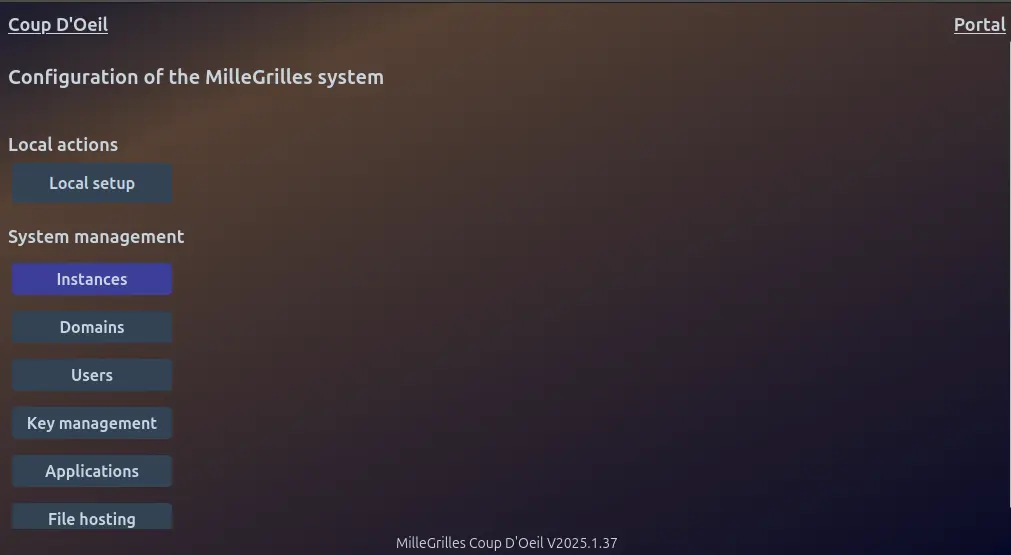 Coup D'Oeil
Portal
Configuration of the MilleGrilles system
Local actions
Local setup
System management
Instances
Domains
Users
Key management
Applications
File hosting
MilleGrilles Coup D'Oeil V2025.1.37